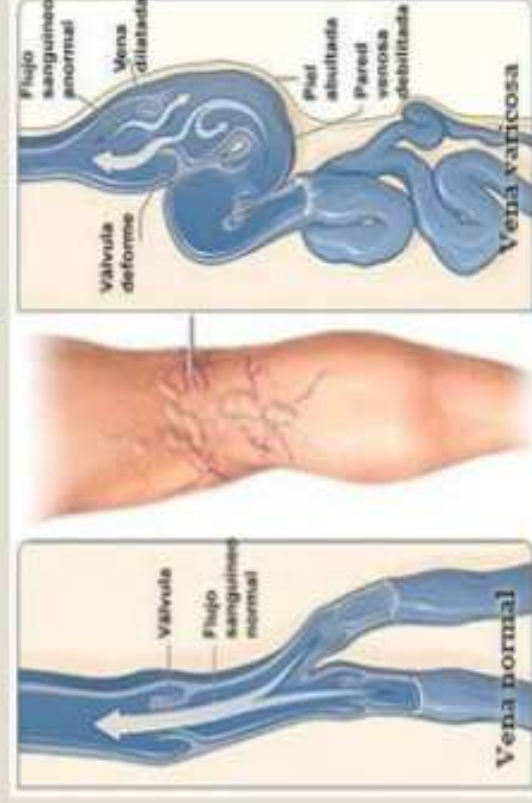 Vena normal
Válvula
Flujo
sanguíneo
normal
Vena varicosa
Válvula
deforme
Flujo
sanguíneo
anormal
Vena
dilatada
Piel
abultada
Pared
venosa
debilitada